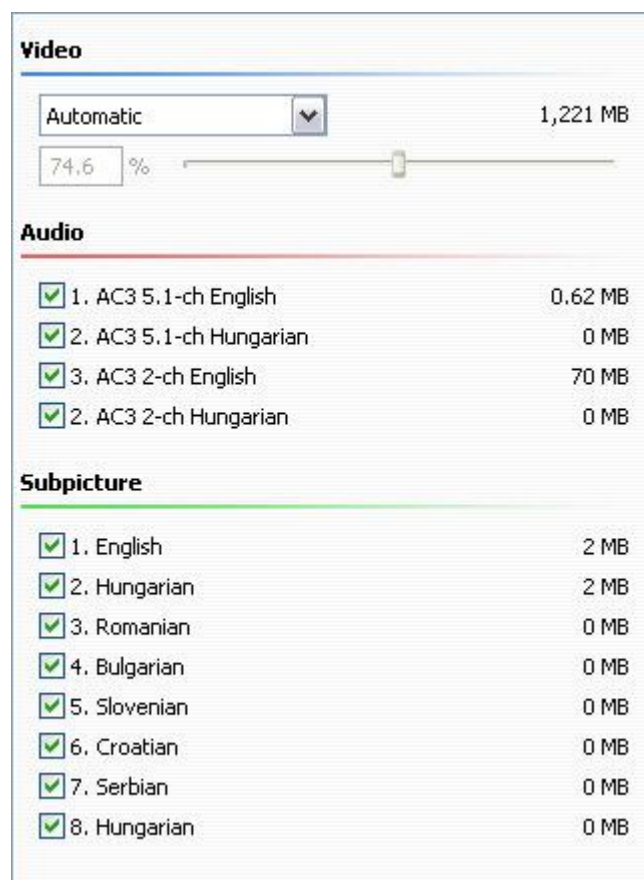 Video
Automatic 1,221 MB
74.6 %
Audio
1. AC3 5.1-ch English 0.62 MB
2. AC3 5.1-ch Hungarian 0 MB
3. AC3 2-ch English 70 MB
2. AC3 2-ch Hungarian 0 MB
Subpicture
1. English 2 MB
2. Hungarian 2 MB
3. Romanian 0 MB
4. Bulgarian 0 MB
5. Slovenian 0 MB
6. Croatian 0 MB
7. Serbian 0 MB
8. Hungarian 0 MB